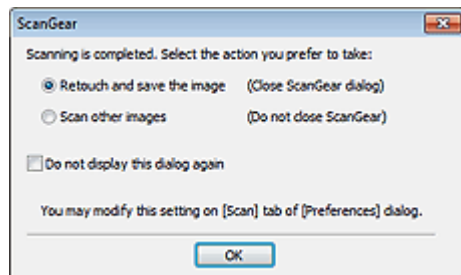 ScanGear
Scanning is completed. Select the action you prefer to take:
Retouch and save the image (Close ScanGear dialog)
Scan other images (Do not close ScanGear)
Do not display this dialog again
You may modify this setting on [Scan] tab of [Preferences] dialog.
OK